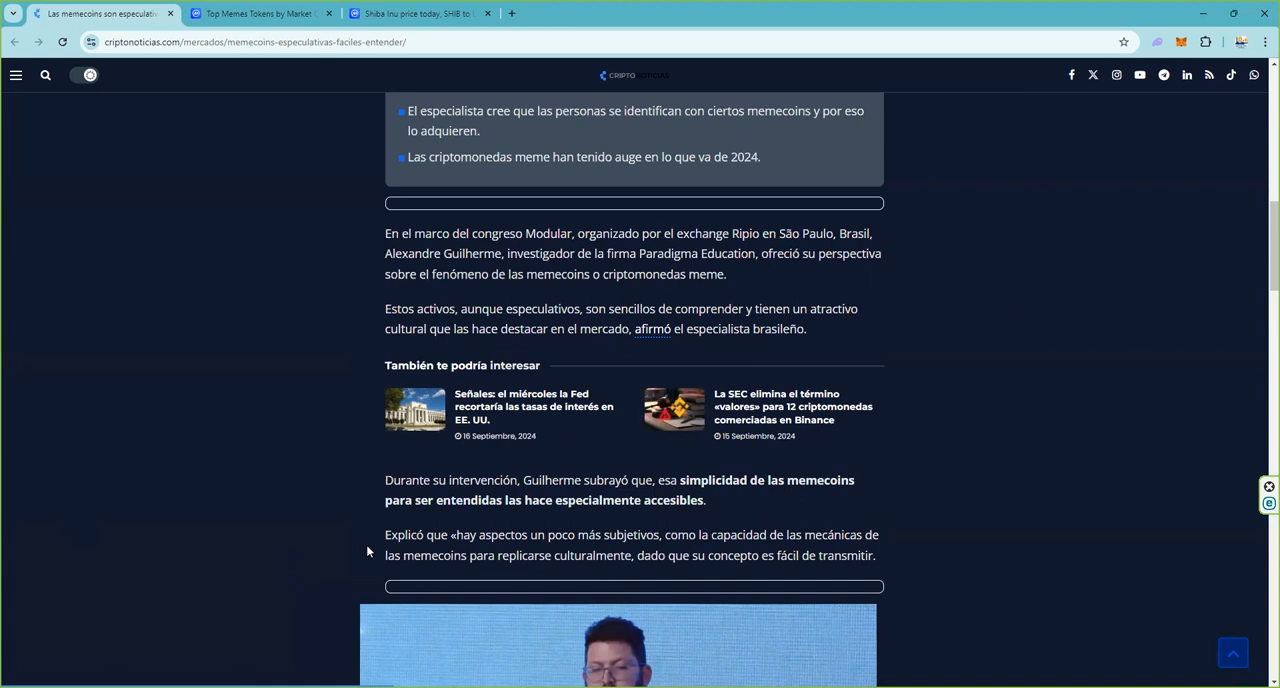 Las memecoins son especulati
Top Memes Tokens by Market C
Shiba Inu price today, SHIB to
criptonoticias.com/mercados/memecoins-especulativas-faciles-entender/
CRIPTONOTICIAS
El especialista cree que las personas se identifican con ciertos memecoins y por eso
lo adquieren.
Las criptomonedas meme han tenido auge en lo que va de 2024.
En el marco del congreso Modular, organizado por el exchange Ripio en São Paulo, Brasil,
Alexandre Guilherme, investigador de la firma Paradigma Education, ofreció su perspectiva
sobre el fenómeno de las memecoins o criptomonedas meme.
Estos activos, aunque especulativos, son sencillos de comprender y tienen un atractivo
cultural que las hace destacar en el mercado, afirmó el especialista brasileño.
También te podría interesar
Señales: el miércoles la Fed
recortaría las tasas de interés en
EE. UU.
16 Septiembre, 2024
La SEC elimina el término
«valores» para 12 criptomonedas
comerciadas en Binance
15 Septiembre, 2024
Durante su intervención, Guilherme subrayó que, esa simplicidad de las memecoins
para ser entendidas las hace especialmente accesibles.
Explicó que «hay aspectos un poco más subjetivos, como la capacidad de las mecánicas de
las memecoins para replicarse culturalmente, dado que su concepto es fácil de transmitir.